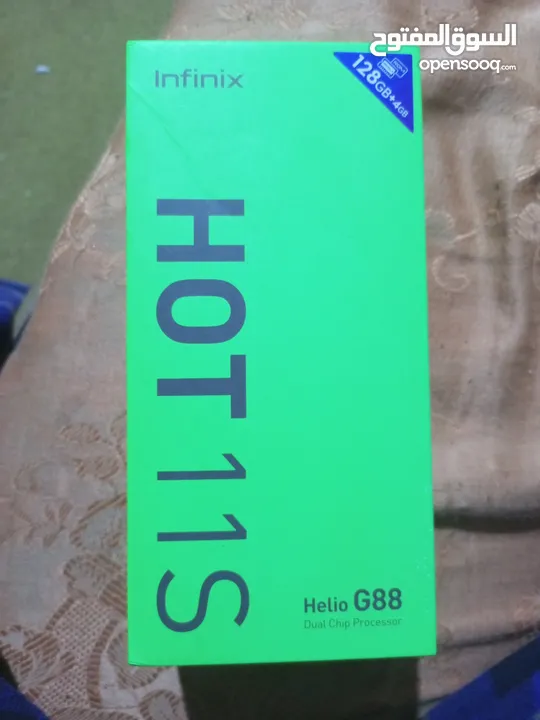 السوق المفتوح
opensooq.com
Infinix
128GB+4GB
HOT 11S
Helio G88
Dual Chip Processor